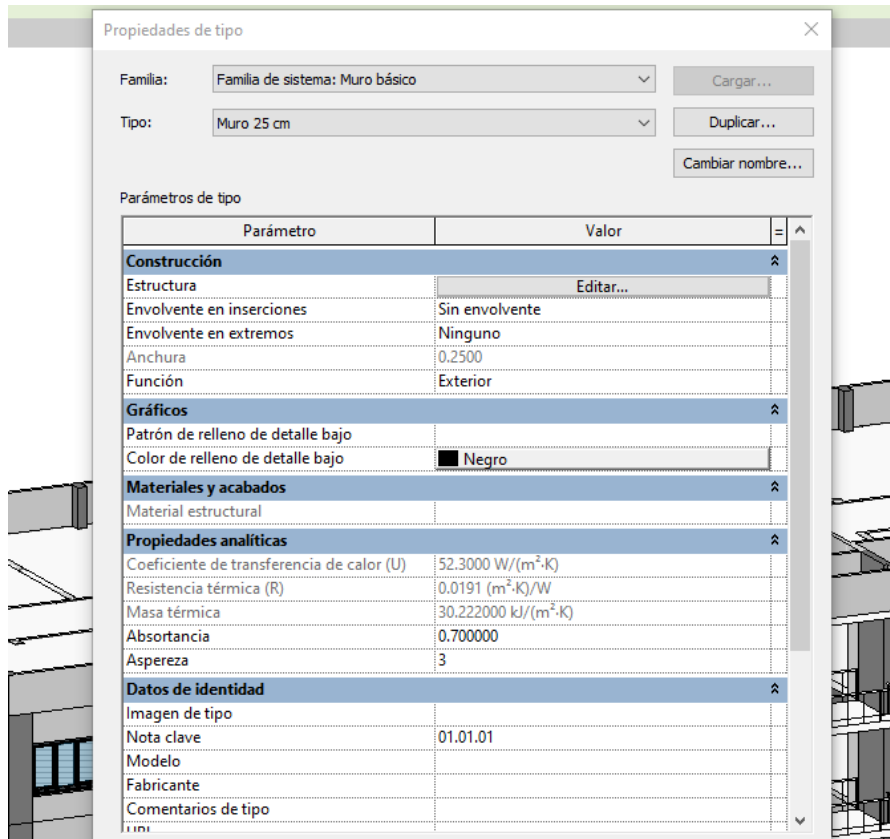 Propiedades de tipo
Familia: Familia de sistema: Muro básico Cargar...
Tipo: Muro 25 cm Duplicar...
Cambiar nombre...
Parámetros de tipo
Parámetro Valor =
Construcción
Estructura Editar...
Envolvente en inserciones Sin envolvente
Envolvente en extremos Ninguno
Anchura 0.2500
Función Exterior
Gráficos
Patrón de relleno de detalle bajo
Color de relleno de detalle bajo Negro
Materiales y acabados
Material estructural
Propiedades analíticas
Coeficiente de transferencia de calor (U) 52.3000 W/(m²·K)
Resistencia térmica (R) 0.0191 (m²·K)/W
Masa térmica 30.222000 kJ/(m²·K)
Absortancia 0.700000
Aspereza 3
Datos de identidad
Imagen de tipo
Nota clave 01.01.01
Modelo
Fabricante
Comentarios de tipo